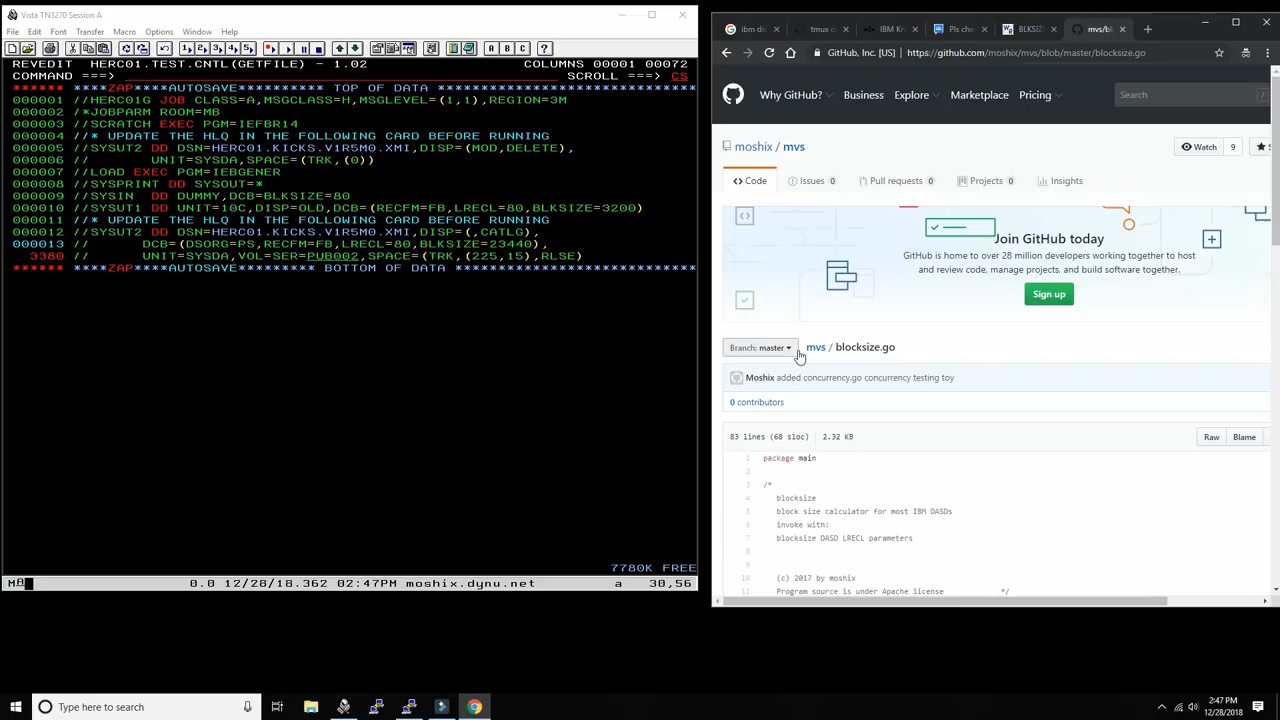 Vista TN3270 Session A
File Edit Font Transfer Macro Options Window Help
REVEDIT HERC01.TEST.CNTL(GETFILE) - 1.02 COLUMNS 00001 00072
COMMAND ===> SCROLL ===> CS
****** ****ZAP****AUTOSAVE****** TOP OF DATA ******************************
000001 //HERC01G JOB CLASS=A,MSGCLASS=H,MSGLEVEL=(1,1),REGION=3M
000002 /*JOBPARM ROOM=MB
000003 //SCRATCH EXEC PGM=IEFBR14
000004 //* UPDATE THE HLQ IN THE FOLLOWING CARD BEFORE RUNNING
000005 //SYSUT2 DD DSN=HERC01.KICKS.V1R5M0.XMI,DISP=(MOD,DELETE),
000006 // UNIT=SYSDA,SPACE=(TRK,(0))
000007 //LOAD EXEC PGM=IEBGENER
000008 //SYSPRINT DD SYSOUT=*
000009 //SYSIN DD DUMMY,DCB=BLKSIZE=80
000010 //SYSUT1 DD UNIT=10C,DISP=OLD,DCB=(RECFM=FB,LRECL=80,BLKSIZE=3200)
000011 //* UPDATE THE HLQ IN THE FOLLOWING CARD BEFORE RUNNING
000012 //SYSUT2 DD DSN=HERC01.KICKS.V1R5M0.XMI,DISP=(,CATLG),
000013 // DCB=(DSORG=PS,RECFM=FB,LRECL=80,BLKSIZE=23440),
3380 // UNIT=SYSDA,VOL=SER=PUB002,SPACE=(TRK,(225,15),RLSE)
****** ****ZAP****AUTOSAVE****** BOTTOM OF DATA ***************************
7780K FREE
0.0 12/28/18.362 02:47PM moshix.dynu.net a 30,56
ibm si tmux cl IBM Kn Pls che BLKSIZ mvs/bl
GitHub, Inc. [US] https://github.com/moshix/mvs/blob/master/blocksize.go
Why GitHub? Business Explore Marketplace Pricing Search
moshix / mvs Watch 9 S
Code Issues 0 Pull requests 0 Projects 0 Insights
Join GitHub today
GitHub is home to over 28 million developers working together to host
and review code, manage projects, and build software together.
Sign up
Branch: master mvs / blocksize.go
Moshix added concurrency.go concurrency testing toy
0 contributors
83 lines (68 sloc) 2.32 KB Raw Blame
1 package main
2
3 /*
4 blocksize
5 block size calculator for most IBM DASDs
6 invoke with:
7 blocksize DASD LRECL parameters
8
9
10 (c) 2017 by moshix
11 Program source is under Apache license */
Type here to search
2:47 PM
12/28/2018